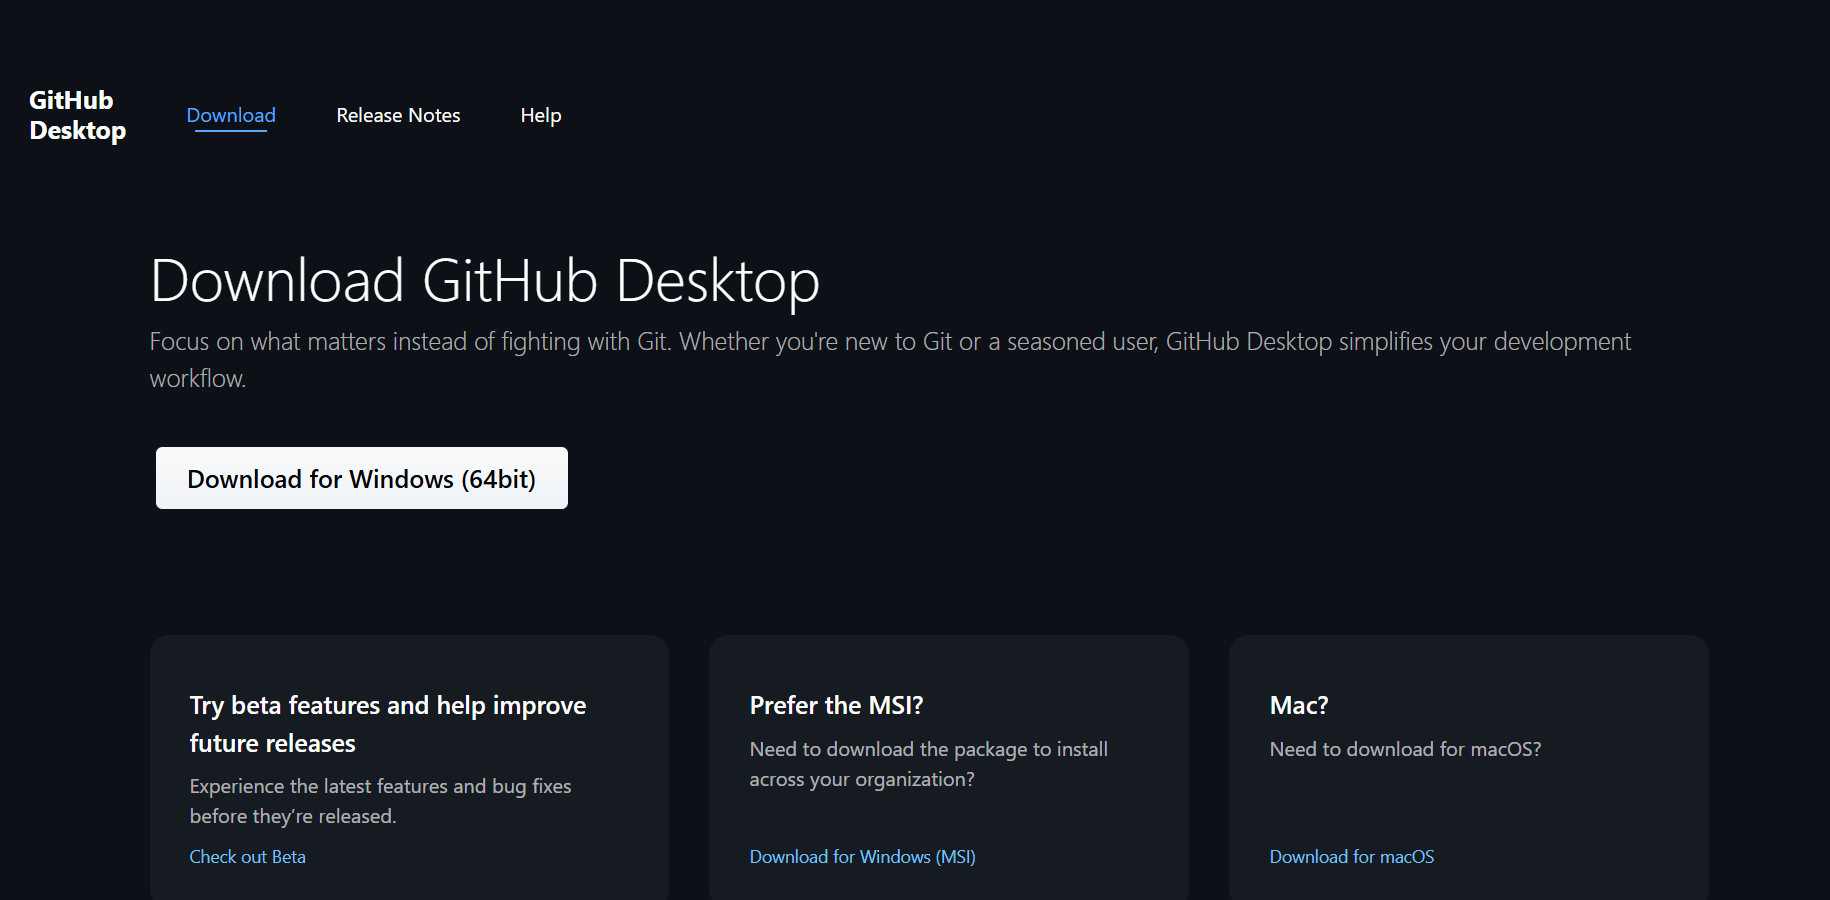 GitHub
Desktop
Download
Release Notes
Help
Download GitHub Desktop
Focus on what matters instead of fighting with Git. Whether you're new to Git or a seasoned user, GitHub Desktop simplifies your development
workflow.
Download for Windows (64bit)
Try beta features and help improve
future releases
Experience the latest features and bug fixes
before they’re released.
Check out Beta
Prefer the MSI?
Need to download the package to install
across your organization?
Download for Windows (MSI)
Mac?
Need to download for macOS?
Download for macOS